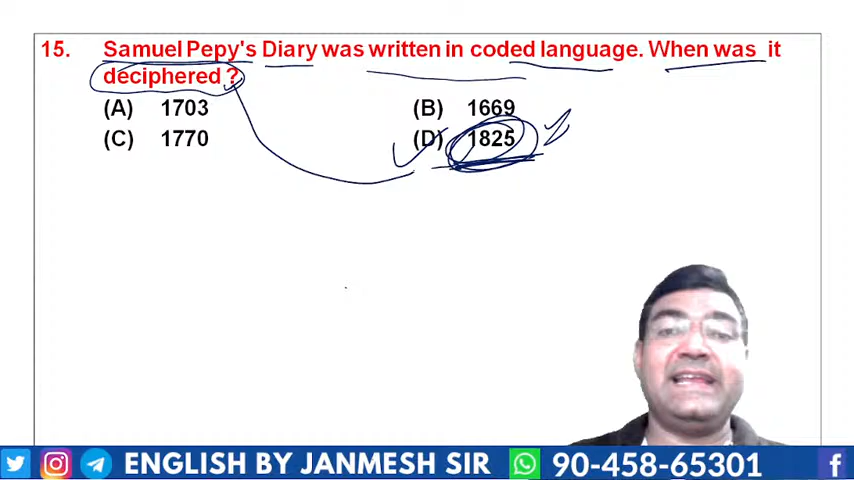 15. Samuel Pepy's Diary was written in coded language. When was it
deciphered ?
(A) 1703 (B) 1669
(C) 1770 (D) 1825
ENGLISH BY JANMESH SIR 90-458-65301